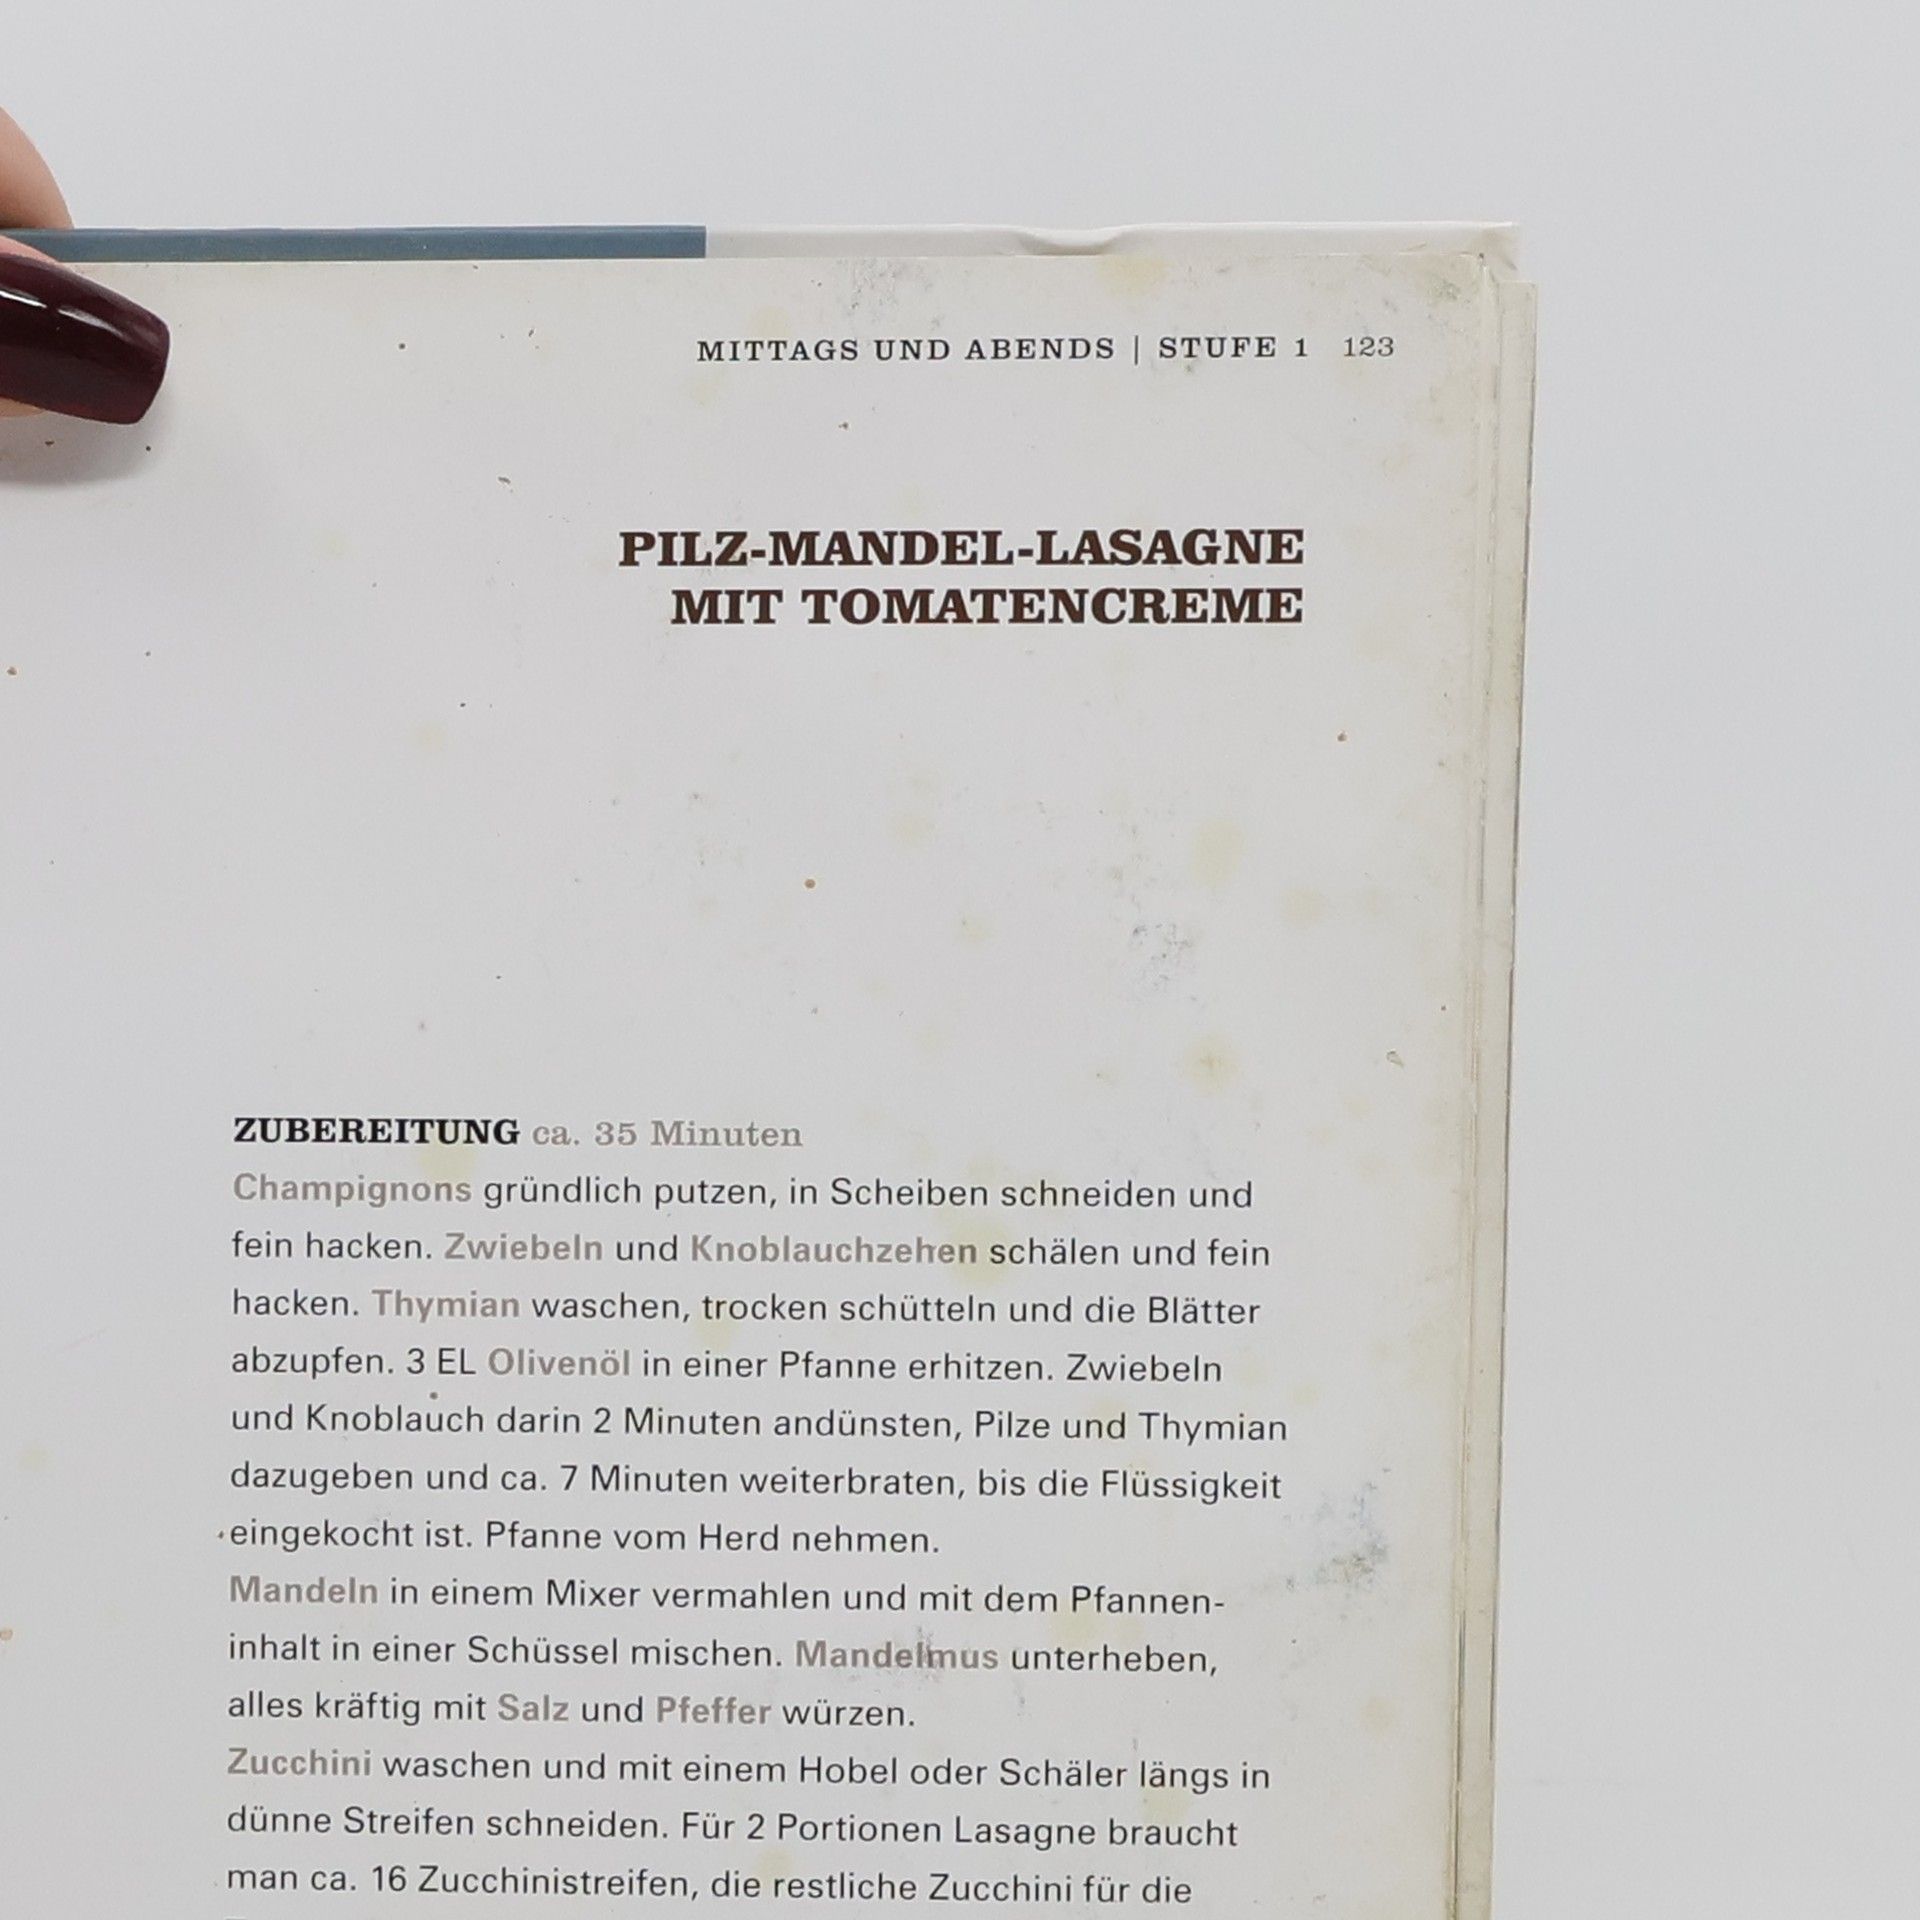 MITTAGS UND ABENDS | STUFE 1 123
PILZ-MANDEL-LASAGNE
MIT TOMATENCREME
ZUBEREITUNG ca. 35 Minuten
Champignons gründlich putzen, in Scheiben schneiden und
fein hacken. Zwiebeln und Knoblauchzehen schälen und fein
hacken. Thymian waschen, trocken schütteln und die Blätter
abzupfen. 3 EL Olivenöl in einer Pfanne erhitzen. Zwiebeln
und Knoblauch darin 2 Minuten andünsten, Pilze und Thymian
dazugeben und ca. 7 Minuten weiterbraten, bis die Flüssigkeit
eingekocht ist. Pfanne vom Herd nehmen.
Mandeln in einem Mixer vermahlen und mit dem Pfannen-
inhalt in einer Schüssel mischen. Mandelmus unterheben,
alles kräftig mit Salz und Pfeffer würzen.
Zucchini waschen und mit einem Hobel oder Schäler längs in
dünne Streifen schneiden. Für 2 Portionen Lasagne braucht
man ca. 16 Zucchinistreifen, die restliche Zucchini für die